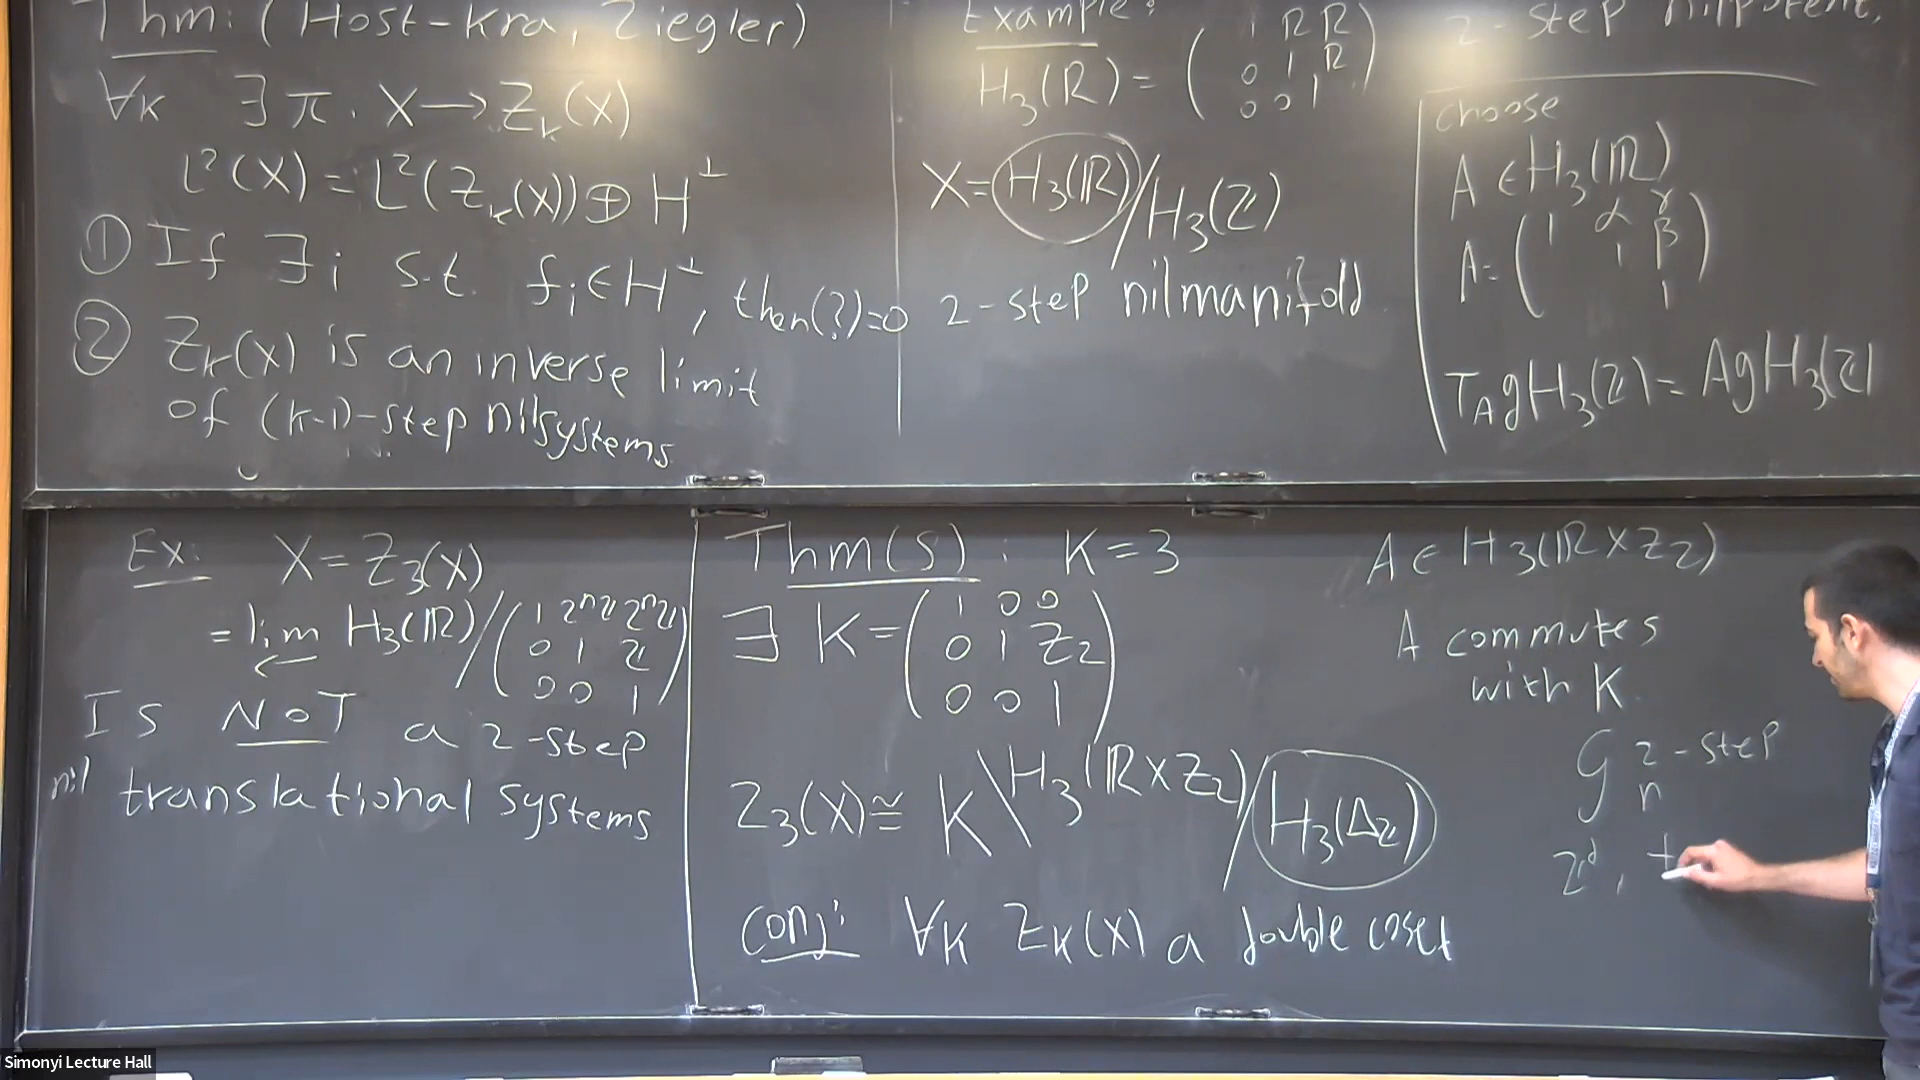 Thm: (Host-Kra, Ziegler)
∀k ∃ π. X → Z_k(X)
L²(X) = L²(Z_k(X)) ⊕ H^⊥
① If ∃ i s.t. f_i ∈ H^⊥, then (?) = 0
② Z_k(X) is an inverse limit
of (k-1)-step nilsystems
Example:
H_3(ℝ) = ( 1 ℝ ℝ
0 1 ℝ
0 0 1 )
X = H_3(ℝ)/H_3(ℤ)
2-step nilmanifold
2-step nilpotent.
choose
A ∈ H_3(ℝ)
A = ( 1 α γ
1 β
1 )
T_A g H_3(ℤ) = A g H_3(ℤ)
Ex: X = Z_3(X)
= lim ← H_3(ℝ)/( 1 2ⁿℤ 2ⁿℤ
0 1 ℤ
0 0 1 )
Is NOT a 2-step
nil translational systems
Thm(S): K=3
∃ K = ( 1 0 0
0 1 Z_2
0 0 1 )
Z_3(X) ≅ K\H_3(ℝ×Z_2)/H_3(Δ_ℤ)
conj: ∀k Z_k(X) a double coset
A ∈ H_3(ℝ×Z_2)
A commutes
with K
G 2-step
n
ℤ^d, t
Simonyi Lecture Hall